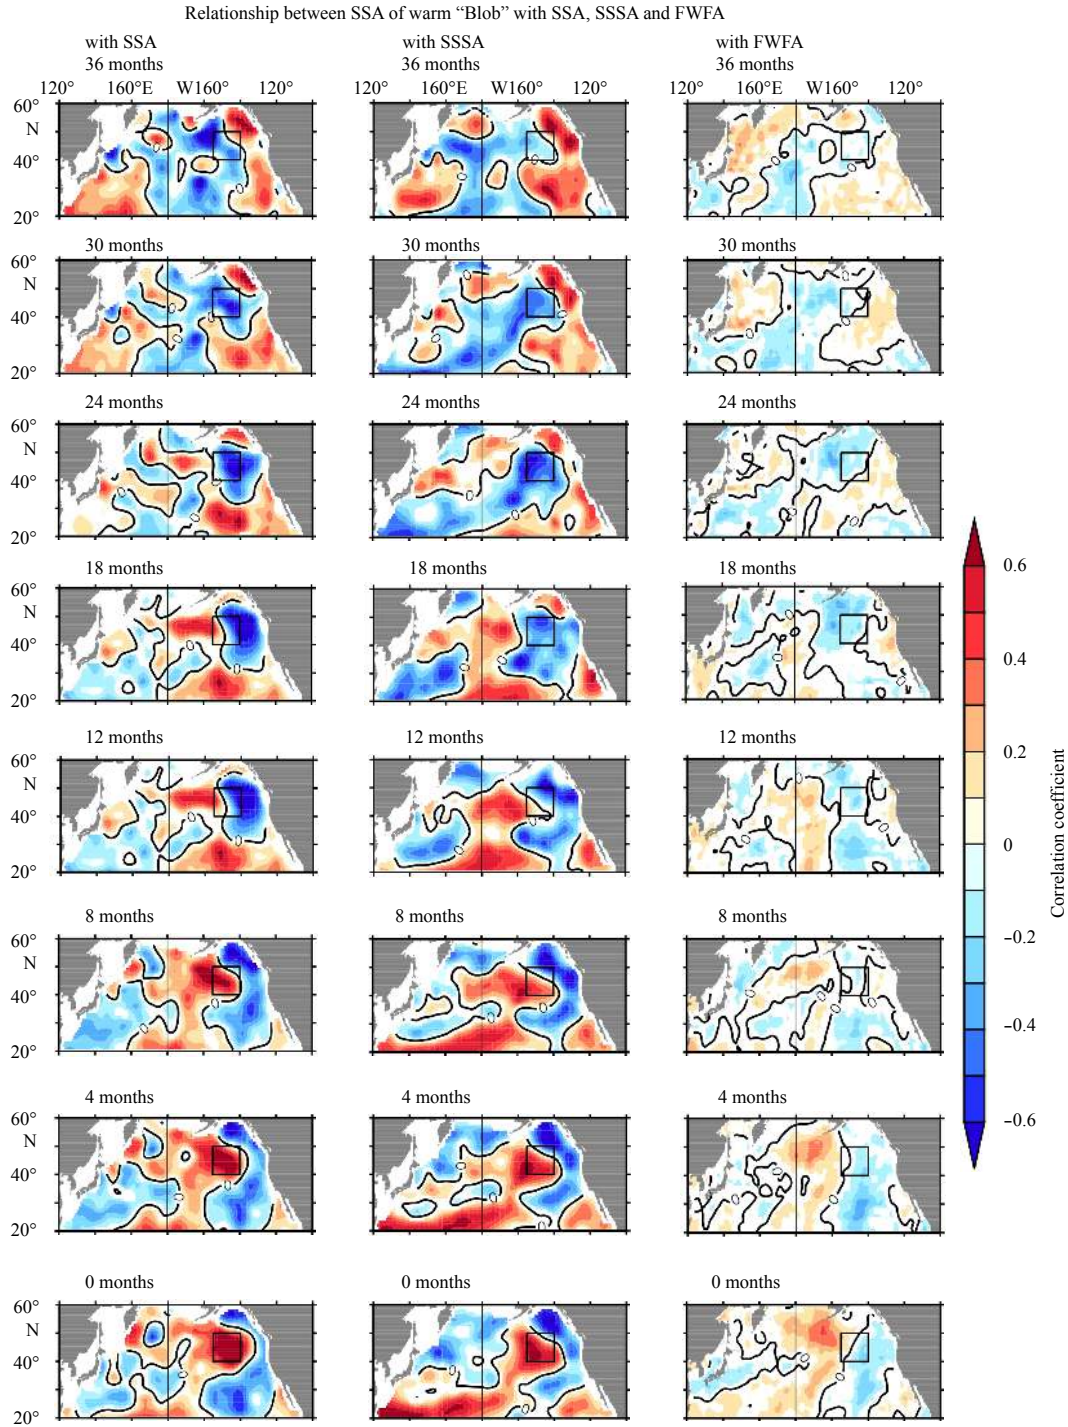 Relationship between SSA of warm “Blob” with SSA, SSSA and FWFA
with SSA with SSSA with FWFA
36 months 36 months 36 months
120° 160°E W160° 120° 120° 160°E W160° 120° 120° 160°E W160° 120°
60°
N
40°
20°
30 months 30 months 30 months
60°
N
40°
20°
24 months 24 months 24 months
60°
N
40°
20°
18 months 18 months 18 months
60°
N
40°
20°
12 months 12 months 12 months
60°
N
40°
20°
8 months 8 months 8 months
60°
N
40°
20°
4 months 4 months 4 months
60°
N
40°
20°
0 months 0 months 0 months
60°
N
40°
20°
0.6
0.4
0.2
0
−0.2
−0.4
−0.6
Correlation coefficient